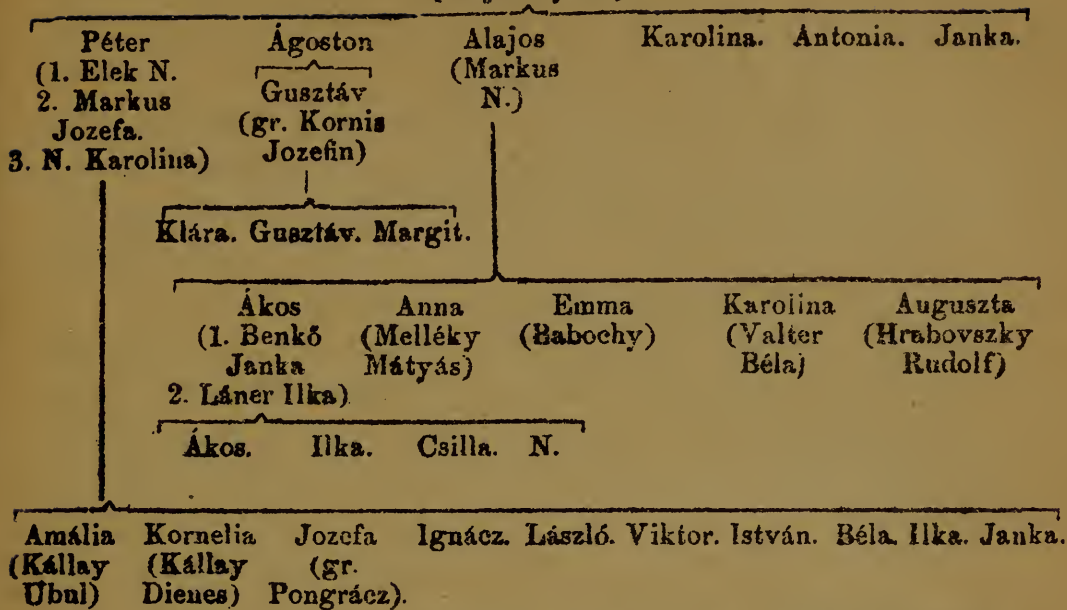 Péter Ágoston Alajos Karolina. Antonia. Janka.
(1. Elek N. (Markus
2. Markus Gusztáv N.)
Jozefa. (gr. Kornis
3. N. Karolina) Jozefin)
Klára. Gusztáv. Margit.
Ákos Anna Emma Karolina Auguszta
(1. Benkő (Melléky (Babochy) (Valter (Hrabovszky
Janka Mátyás) Béla) Rudolf)
2. Láner Ilka)
Ákos. Ilka. Csilla. N.
Amália Kornelia Jozefa Ignácz. László. Viktor. István. Béla. Ilka. Janka.
(Kállay (Kállay (gr.
Ubul) Dienes) Pongrácz).